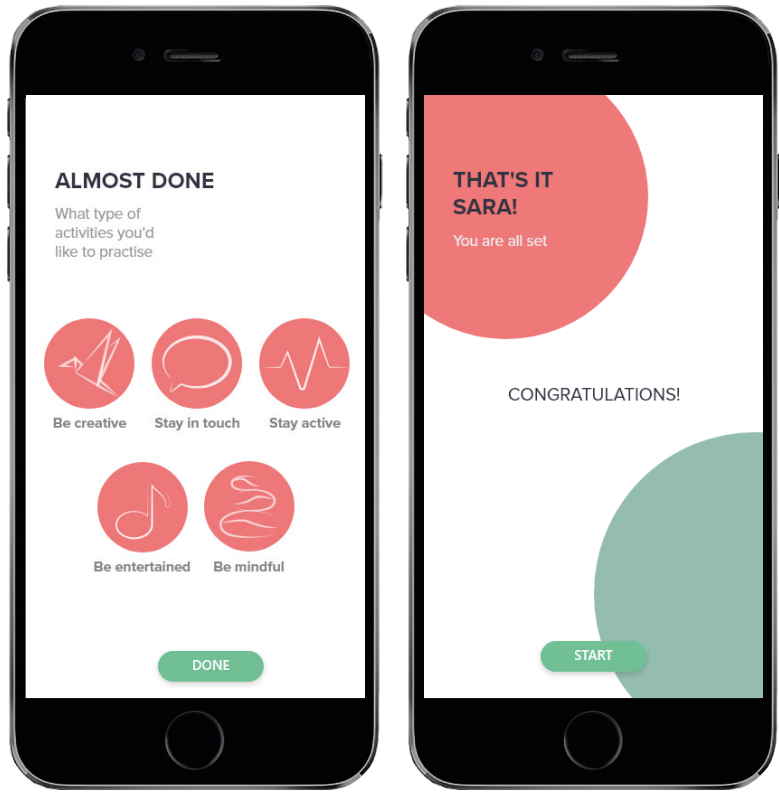 ALMOST DONE
What type of
activities you'd
like to practise
Be creative
Stay in touch
Stay active
Be entertained
Be mindful
DONE
THAT'S IT
SARA!
You are all set
CONGRATULATIONS!
START